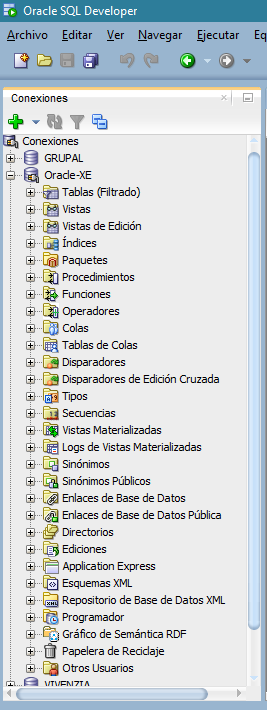 Oracle SQL Developer
Archivo Editar Ver Navegar Ejecutar Eq
Conexiones
Conexiones
GRUPAL
Oracle-XE
Tablas (Filtrado)
Vistas
Vistas de Edición
Índices
Paquetes
Procedimientos
Funciones
Operadores
Colas
Tablas de Colas
Disparadores
Disparadores de Edición Cruzada
Tipos
Secuencias
Vistas Materializadas
Logs de Vistas Materializadas
Sinónimos
Sinónimos Públicos
Enlaces de Base de Datos
Enlaces de Base de Datos Pública
Directorios
Ediciones
Application Express
Esquemas XML
Repositorio de Base de Datos XML
Programador
Gráfico de Semántica RDF
Papelera de Reciclaje
Otros Usuarios
VIVENZIA